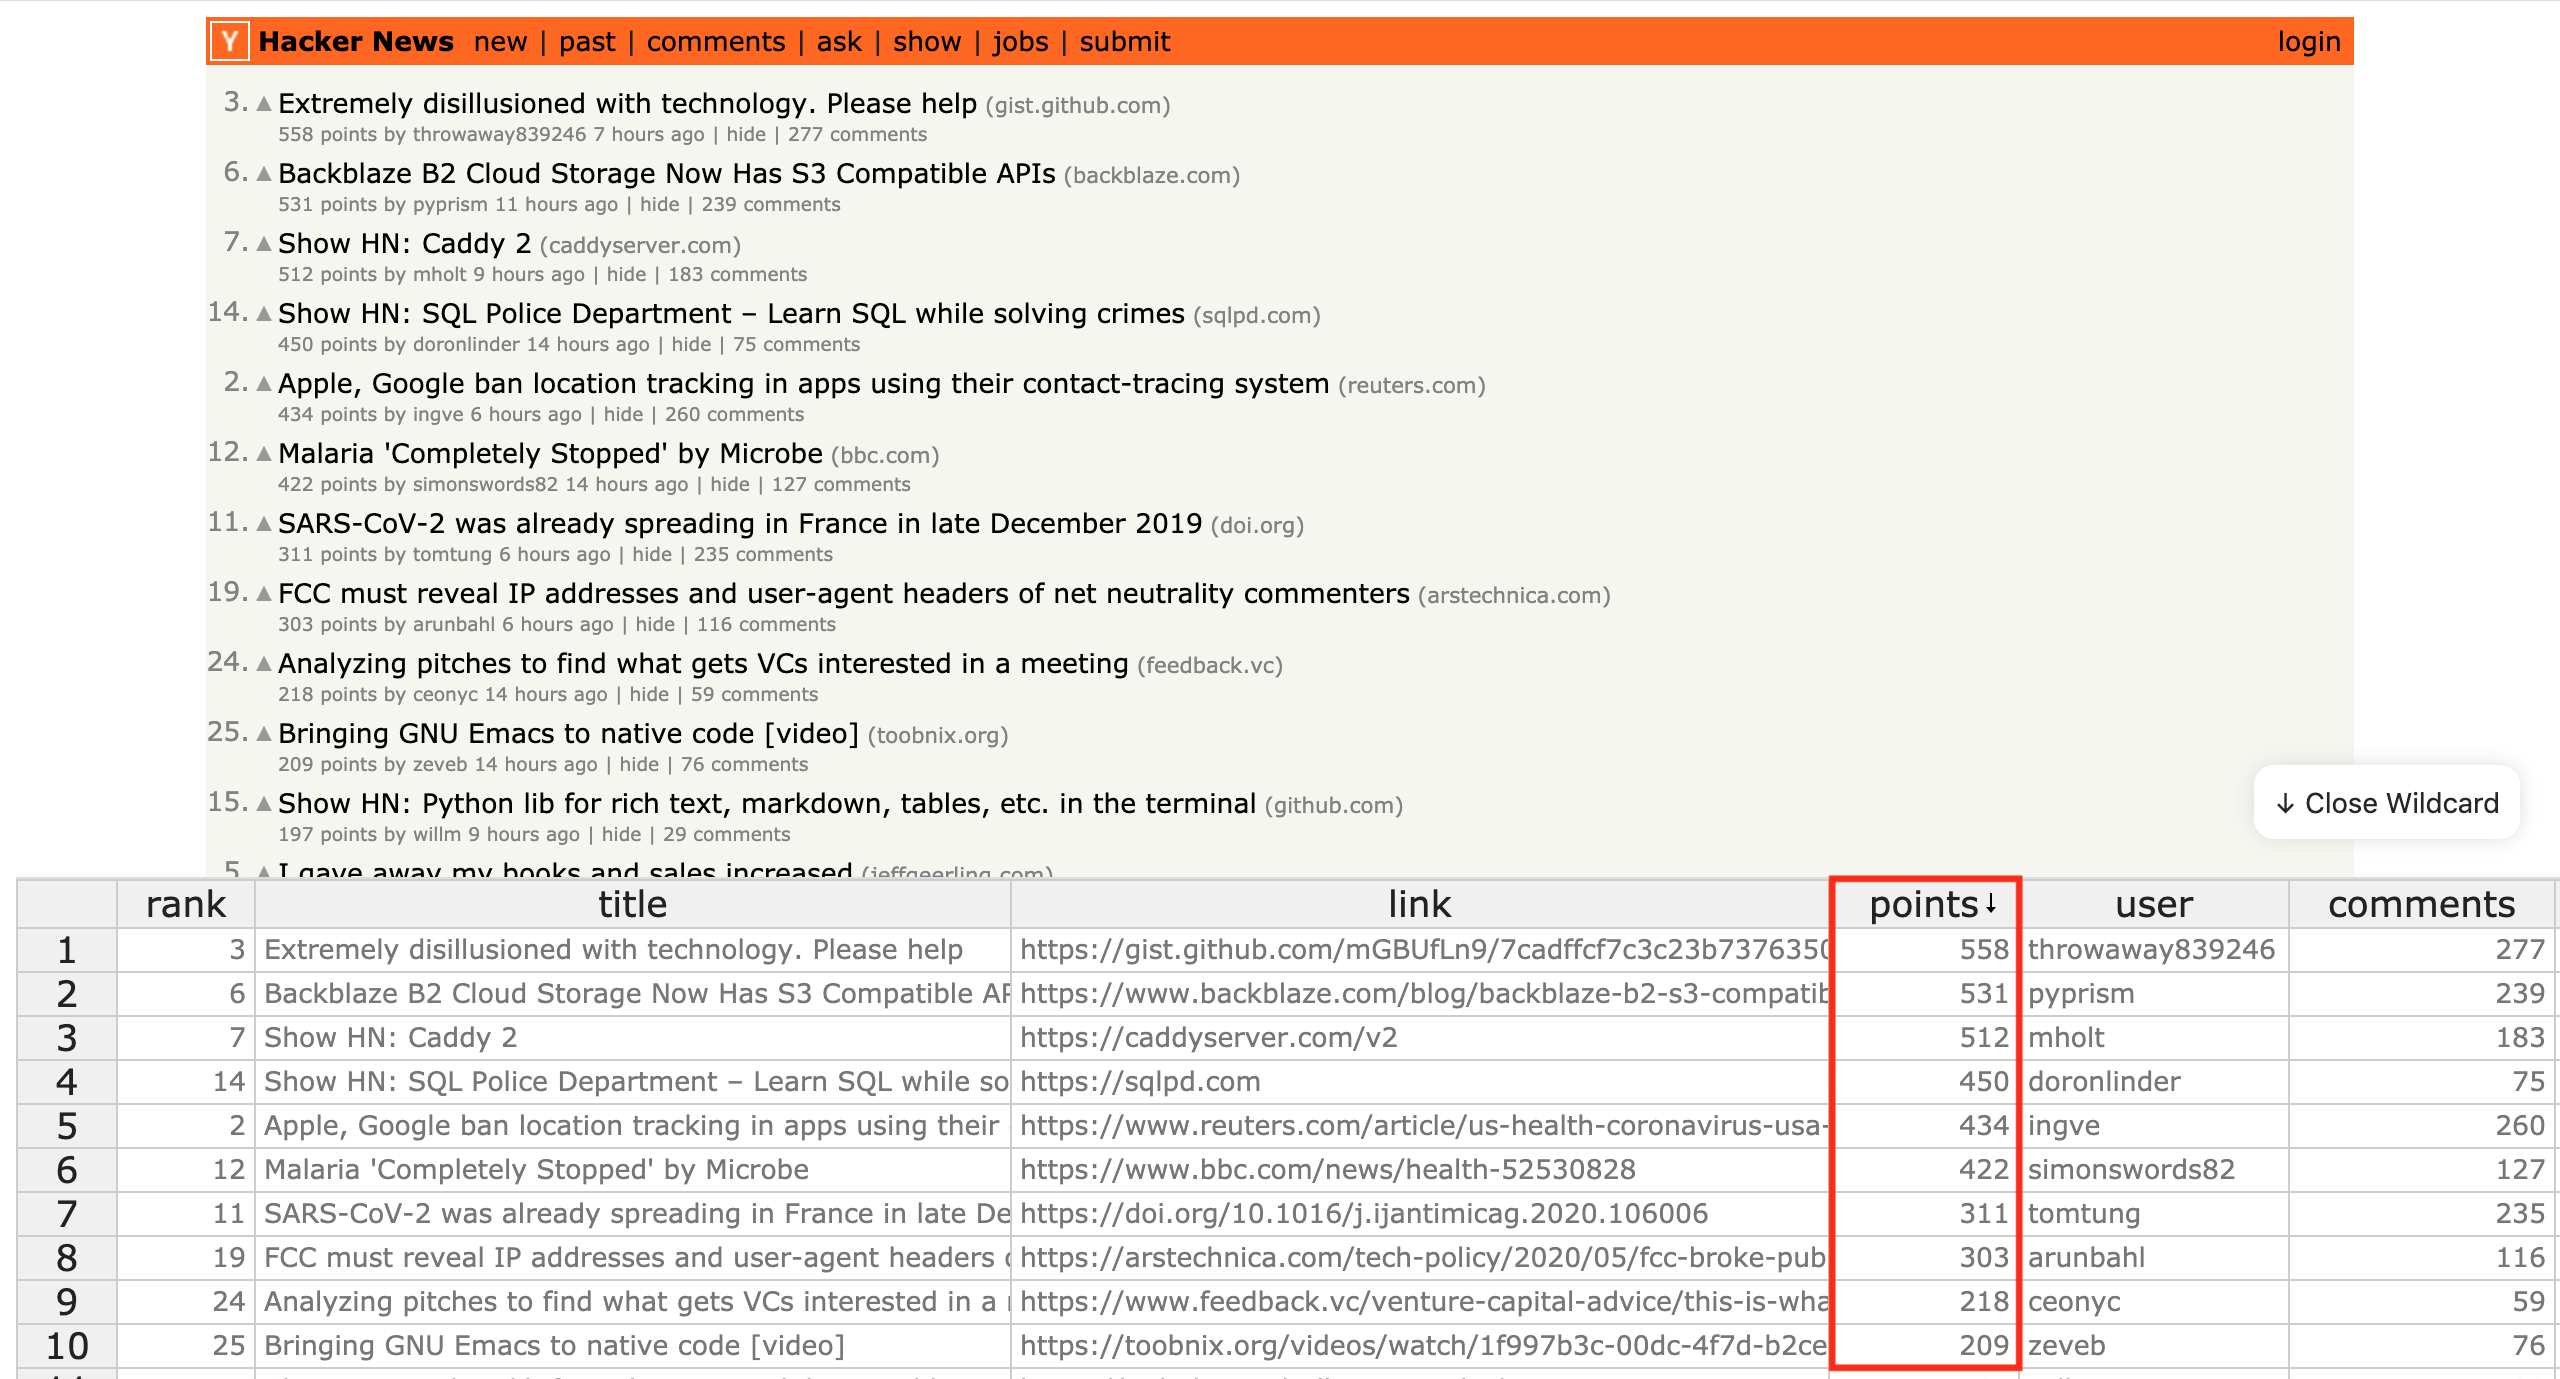 Y Hacker News new | past | comments | ask | show | jobs | submit login
3. ▲ Extremely disillusioned with technology. Please help (gist.github.com)
558 points by throwaway839246 7 hours ago | hide | 277 comments
6. ▲ Backblaze B2 Cloud Storage Now Has S3 Compatible APIs (backblaze.com)
531 points by pyprism 11 hours ago | hide | 239 comments
7. ▲ Show HN: Caddy 2 (caddyserver.com)
512 points by mholt 9 hours ago | hide | 183 comments
14. ▲ Show HN: SQL Police Department – Learn SQL while solving crimes (sqlpd.com)
450 points by doronlinder 14 hours ago | hide | 75 comments
2. ▲ Apple, Google ban location tracking in apps using their contact-tracing system (reuters.com)
434 points by ingve 6 hours ago | hide | 260 comments
12. ▲ Malaria 'Completely Stopped' by Microbe (bbc.com)
422 points by simonswords82 14 hours ago | hide | 127 comments
11. ▲ SARS-CoV-2 was already spreading in France in late December 2019 (doi.org)
311 points by tomtung 6 hours ago | hide | 235 comments
19. ▲ FCC must reveal IP addresses and user-agent headers of net neutrality commenters (arstechnica.com)
303 points by arunbahl 6 hours ago | hide | 116 comments
24. ▲ Analyzing pitches to find what gets VCs interested in a meeting (feedback.vc)
218 points by ceonyc 14 hours ago | hide | 59 comments
25. ▲ Bringing GNU Emacs to native code [video] (toobnix.org)
209 points by zeveb 14 hours ago | hide | 76 comments
15. ▲ Show HN: Python lib for rich text, markdown, tables, etc. in the terminal (github.com)
197 points by willm 9 hours ago | hide | 29 comments
↓ Close Wildcard
5 ▲ I gave away my books and sales increased (jeffgeerling.com)
rank title link points↓ user comments
1 3 Extremely disillusioned with technology. Please help https://gist.github.com/mGBUfLn9/7cadffcf7c3c23b7376350 558 throwaway839246 277
2 6 Backblaze B2 Cloud Storage Now Has S3 Compatible AP https://www.backblaze.com/blog/backblaze-b2-s3-compatib 531 pyprism 239
3 7 Show HN: Caddy 2 https://caddyserver.com/v2 512 mholt 183
4 14 Show HN: SQL Police Department – Learn SQL while so https://sqlpd.com 450 doronlinder 75
5 2 Apple, Google ban location tracking in apps using their https://www.reuters.com/article/us-health-coronavirus-usa- 434 ingve 260
6 12 Malaria 'Completely Stopped' by Microbe https://www.bbc.com/news/health-52530828 422 simonswords82 127
7 11 SARS-CoV-2 was already spreading in France in late De https://doi.org/10.1016/j.ijantimicag.2020.106006 311 tomtung 235
8 19 FCC must reveal IP addresses and user-agent headers https://arstechnica.com/tech-policy/2020/05/fcc-broke-pub 303 arunbahl 116
9 24 Analyzing pitches to find what gets VCs interested in a https://www.feedback.vc/venture-capital-advice/this-is-wha 218 ceonyc 59
10 25 Bringing GNU Emacs to native code [video] https://toobnix.org/videos/watch/1f997b3c-00dc-4f7d-b2ce 209 zeveb 76